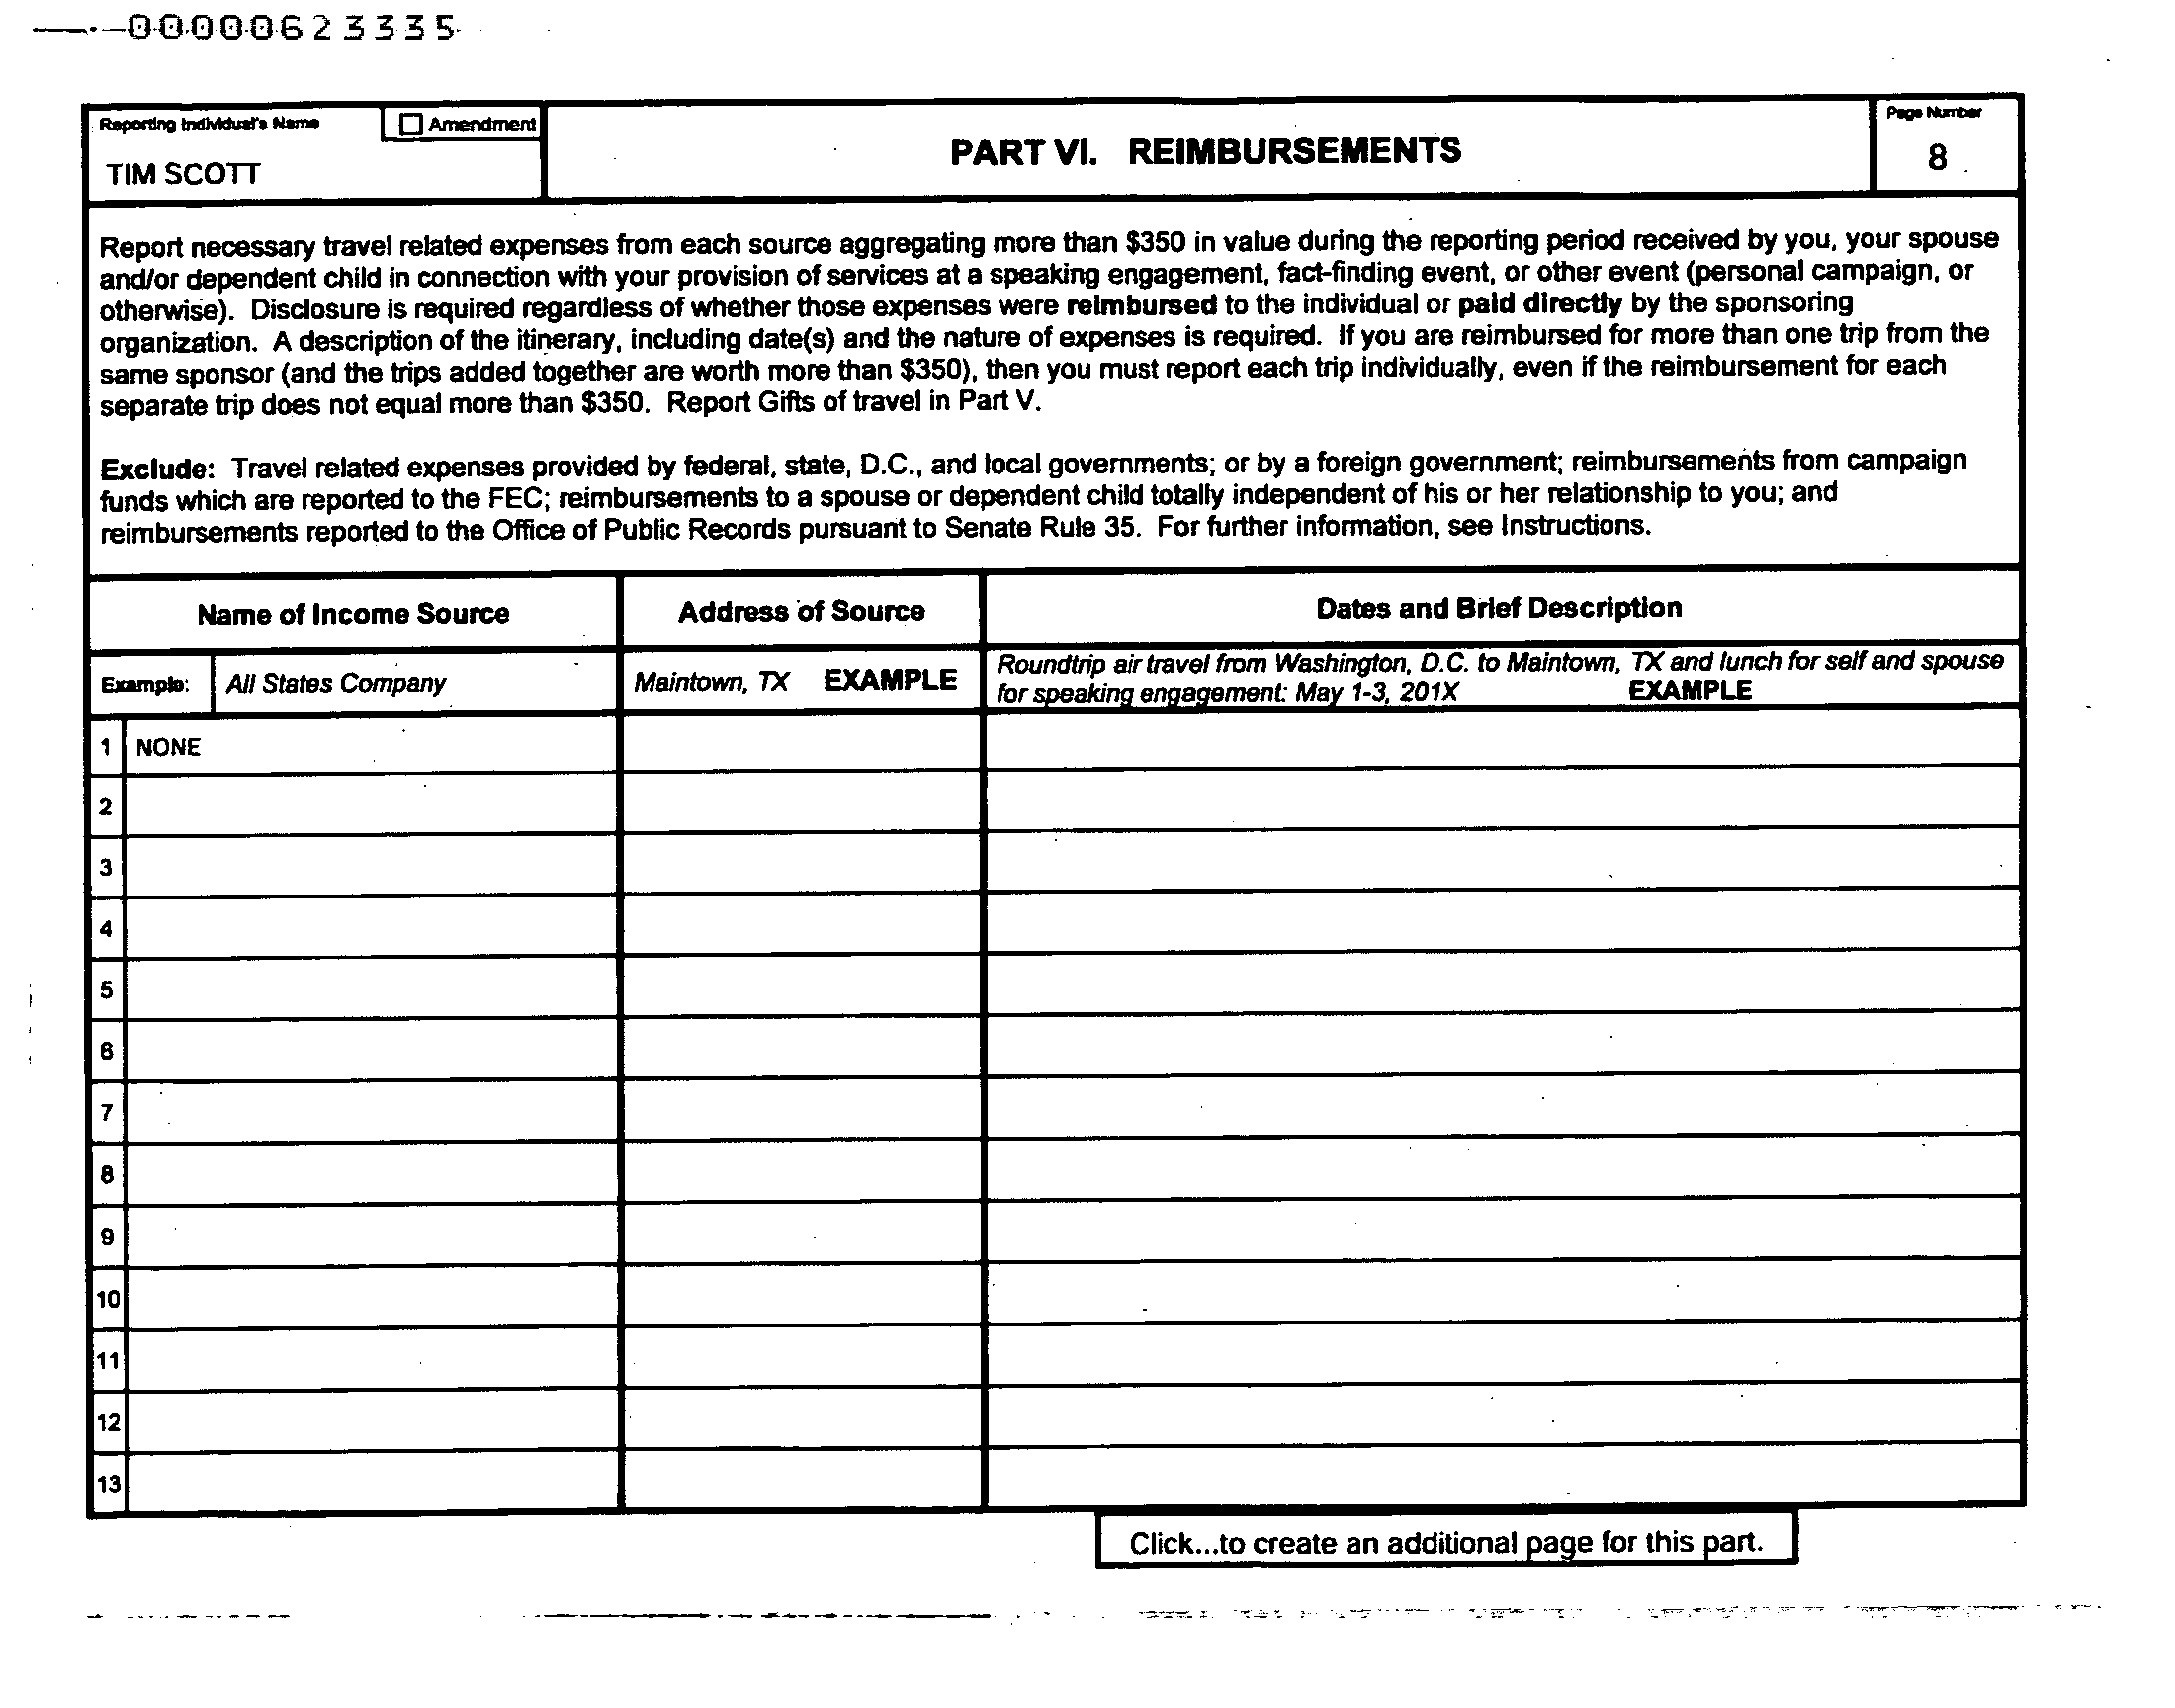 00000623335
Reporting Individual's Name
Amendment
TIM SCOTT
PART VI. REIMBURSEMENTS
Page Number
8
Report necessary travel related expenses from each source aggregating more than $350 in value during the reporting period received by you, your spouse
and/or dependent child in connection with your provision of services at a speaking engagement, fact-finding event, or other event (personal campaign, or
otherwise). Disclosure is required regardless of whether those expenses were reimbursed to the individual or paid directly by the sponsoring
organization. A description of the itinerary, including date(s) and the nature of expenses is required. If you are reimbursed for more than one trip from the
same sponsor (and the trips added together are worth more than $350), then you must report each trip individually, even if the reimbursement for each
separate trip does not equal more than $350. Report Gifts of travel in Part V.
Exclude: Travel related expenses provided by federal, state, D.C., and local governments; or by a foreign government; reimbursements from campaign
funds which are reported to the FEC; reimbursements to a spouse or dependent child totally independent of his or her relationship to you; and
reimbursements reported to the Office of Public Records pursuant to Senate Rule 35. For further information, see Instructions.
Name of Income Source
Address of Source
Dates and Brief Description
Example:
All States Company
Maintown, TX EXAMPLE
Roundtrip air travel from Washington, D.C. to Maintown, TX and lunch for self and spouse
for speaking engagement: May 1-3, 201X EXAMPLE
1 NONE
2
3
4
5
6
7
8
9
10
11
12
13
Click...to create an additional page for this part.